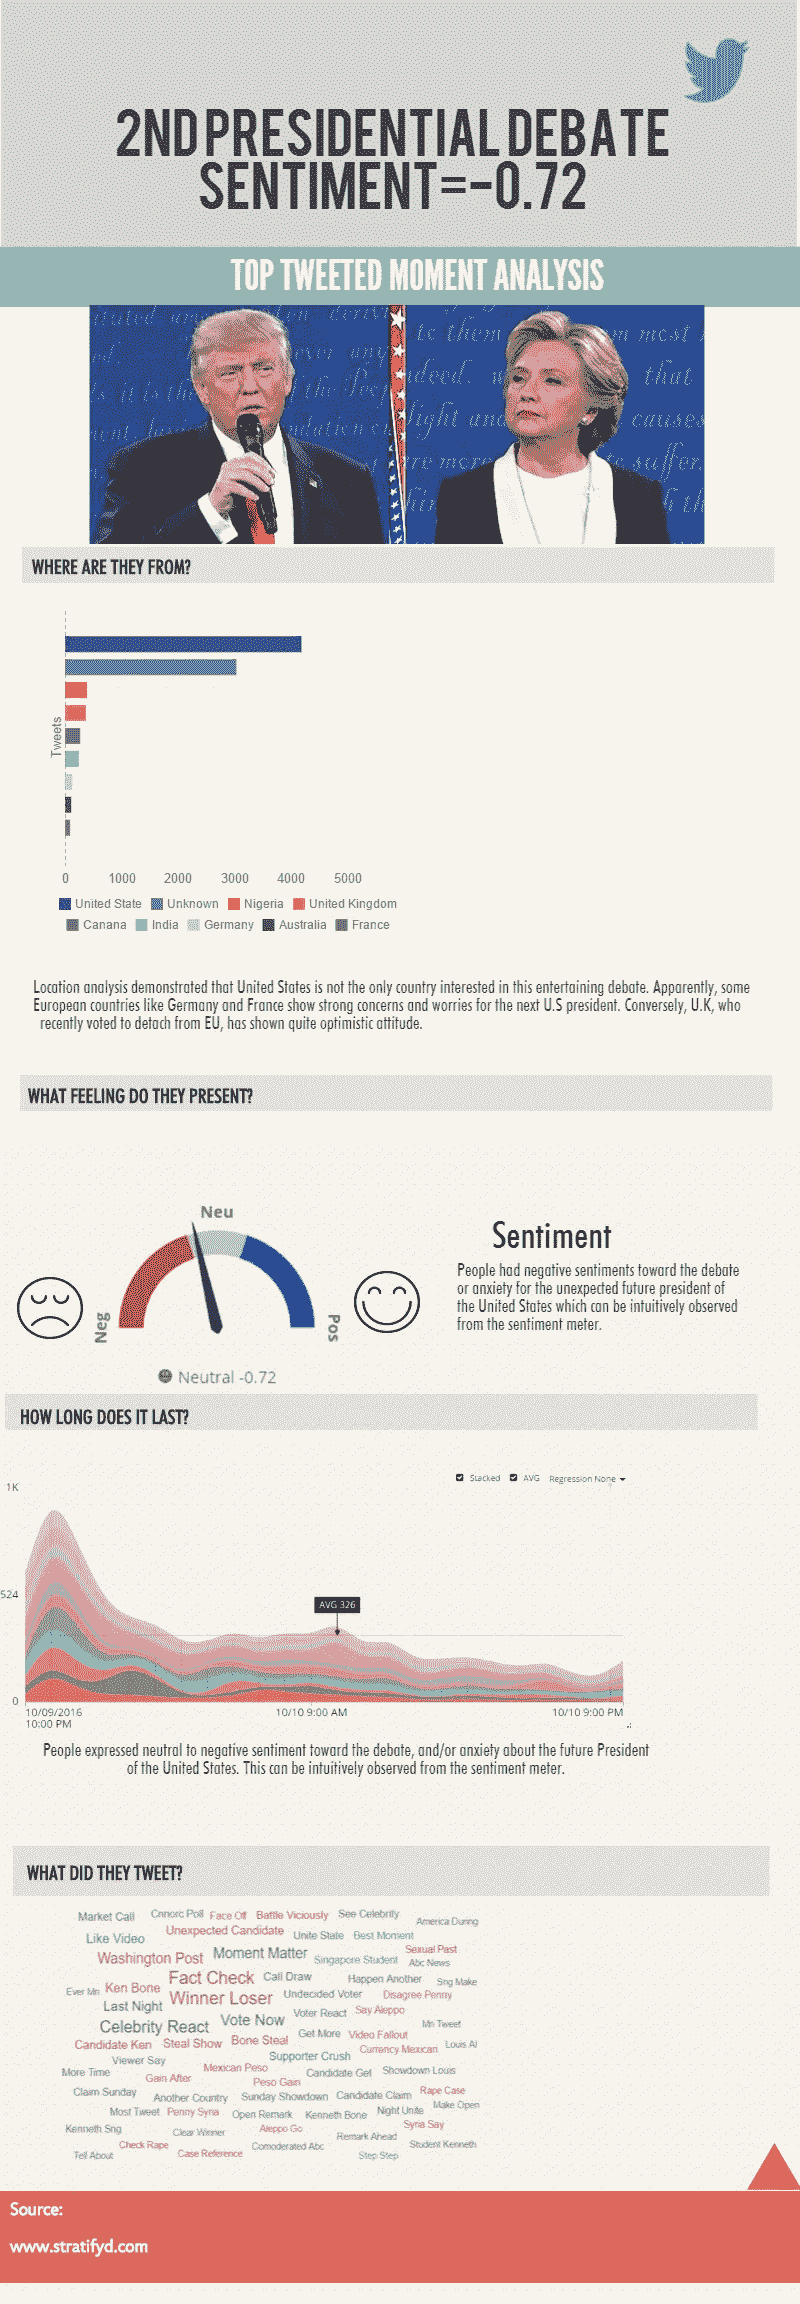 2ND PRESIDENTIAL DEBATE
SENTIMENT=-0.72
TOP TWEETED MOMENT ANALYSIS
WHERE ARE THEY FROM?
Tweets
0 1000 2000 3000 4000 5000
United State Unknown Nigeria United Kingdom
Canana India Germany Australia France
Location analysis demonstrated that United States is not the only country interested in this entertaining debate. Apparently, some
European countries like Germany and France show strong concerns and worries for the next U.S president. Conversely, U.K, who
recently voted to detach from EU, has shown quite optimistic attitude.
WHAT FEELING DO THEY PRESENT?
Neu
Neg
Pos
Neutral -0.72
Sentiment
People had negative sentiments toward the debate
or anxiety for the unexpected future president of
the United States which can be intuitively observed
from the sentiment meter.
HOW LONG DOES IT LAST?
Stacked AVG Regression None
1K
524
0
AVG 326
10/09/2016 10/10 9:00 AM 10/10 9:00 PM
10:00 PM
People expressed neutral to negative sentiment toward the debate, and/or anxiety about the future President
of the United States. This can be intuitively observed from the sentiment meter.
WHAT DID THEY TWEET?
Market Call Cnnorc Poll Face Off Battle Viciously See Celebrity America During
Like Video Unexpected Candidate Unite State Best Moment
Washington Post Moment Matter Singapore Student Sexual Past
Abc News
Fact Check Call Draw Happen Another Sng Make
Ever Mn Ken Bone Winner Loser Undecided Voter Disagree Penny
Last Night Voter React Say Aleppo
Celebrity React Vote Now Get More Video Fallout Mn Tweet
Candidate Ken Steal Show Bone Steal Currency Mexican Louis Al
Viewer Say Supporter Crush
More Time Gain After Mexican Peso Candidate Get Showdown Louis
Peso Gain
Claim Sunday Another Country Sunday Showdown Candidate Claim Rape Case
Most Tweet Penny Syria Open Remark Kenneth Bone Night Unite Make Open
Kenneth Sng Clear Winner Aleppo Go Remark Ahead Syria Say
Tell About Check Rape Case Reference Comoderated Abc Step Step Student Kenneth
Source:
www.stratifyd.com